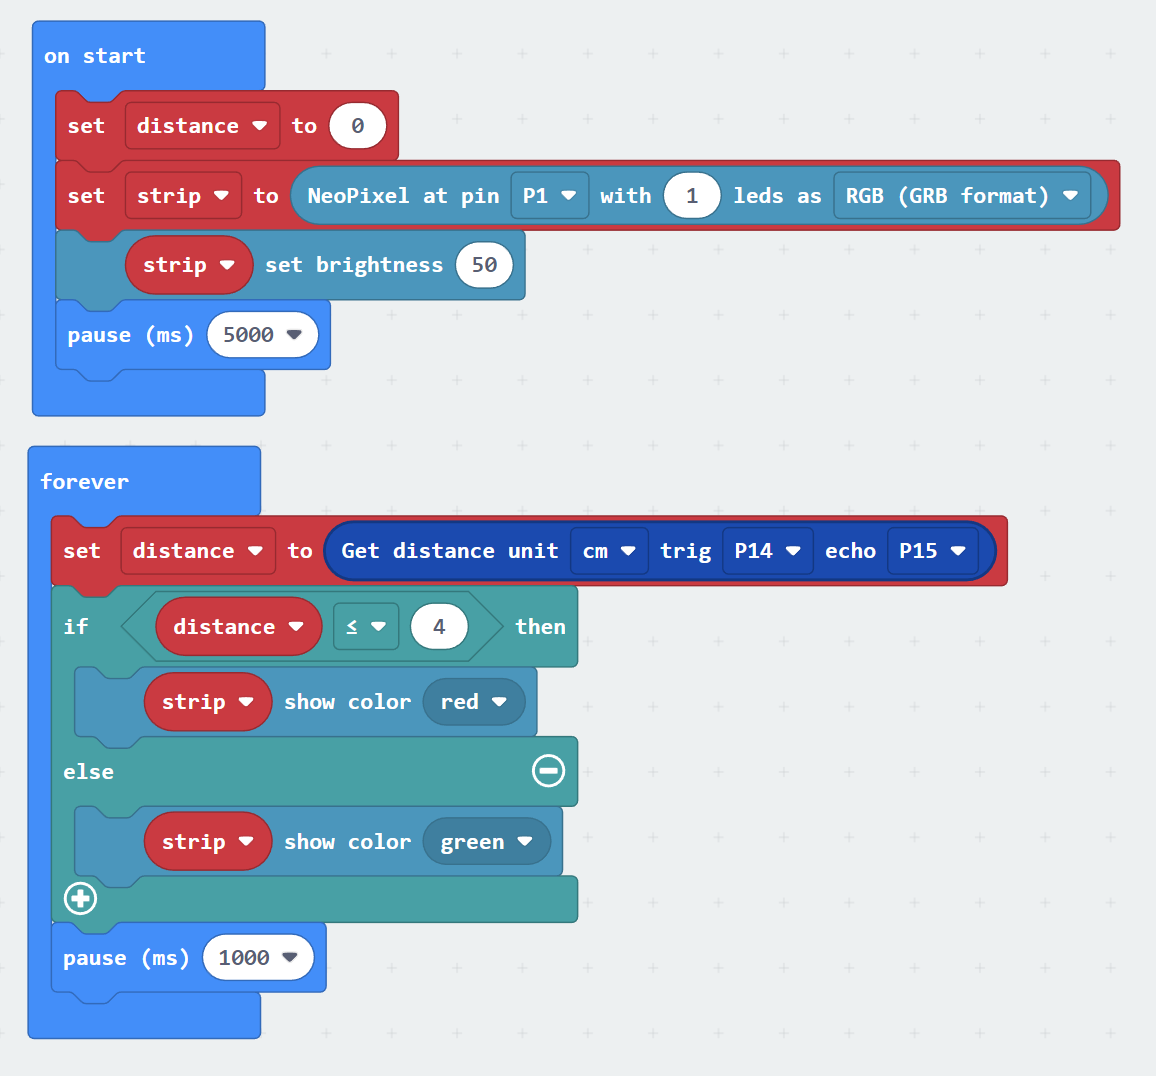 on start
set distance to 0
set strip to NeoPixel at pin P1 with 1 leds as RGB (GRB format)
strip set brightness 50
pause (ms) 5000
forever
set distance to Get distance unit cm trig P14 echo P15
if distance ≤ 4 then
strip show color red
else
strip show color green
pause (ms) 1000